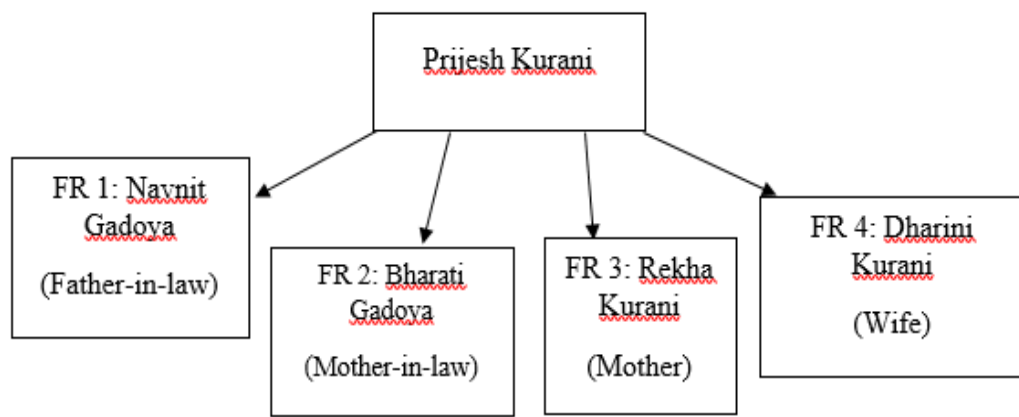 Prijesh Kurani
FR 1: Navnit
Gadoya
(Father-in-law)
FR 2: Bharati
Gadoya
(Mother-in-law)
FR 3: Rekha
Kurani
(Mother)
FR 4: Dharini
Kurani
(Wife)